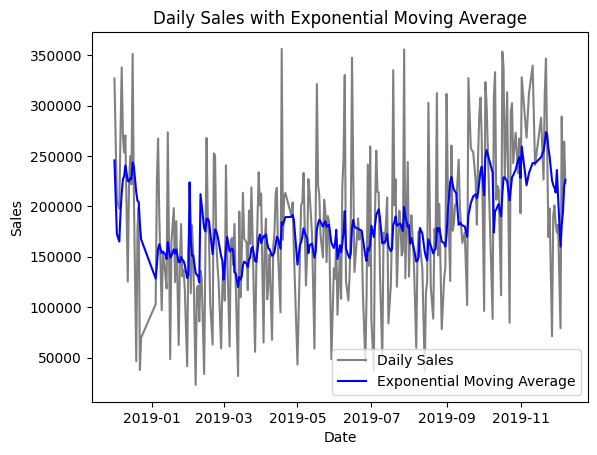 Daily Sales with Exponential Moving Average
350000
300000
250000
200000
150000
100000
50000
Sales
Daily Sales
Exponential Moving Average
2019-01 2019-03 2019-05 2019-07 2019-09 2019-11
Date